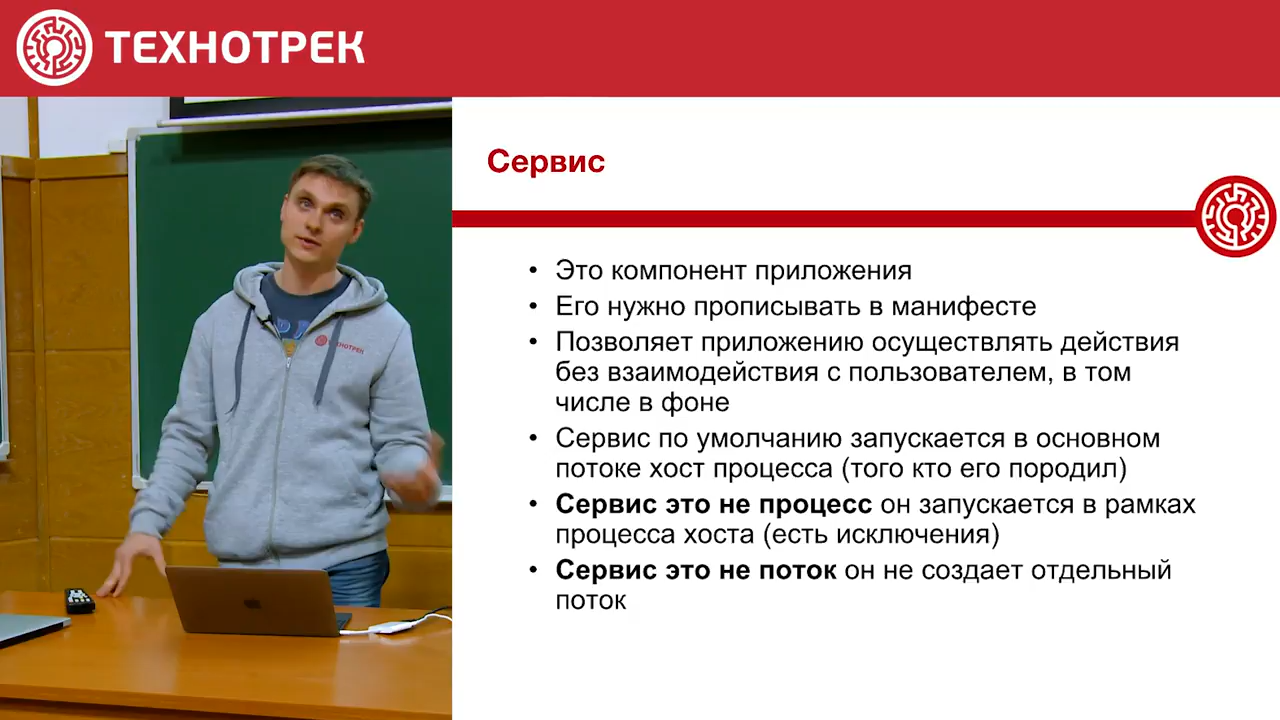 ТЕХНОТРЕК
Сервис
• Это компонент приложения
• Его нужно прописывать в манифесте
• Позволяет приложению осуществлять действия
без взаимодействия с пользователем, в том
числе в фоне
• Сервис по умолчанию запускается в основном
потоке хост процесса (того кто его породил)
• Сервис это не процесс он запускается в рамках
процесса хоста (есть исключения)
• Сервис это не поток он не создает отдельный
поток
ТЕХНОТРЕК